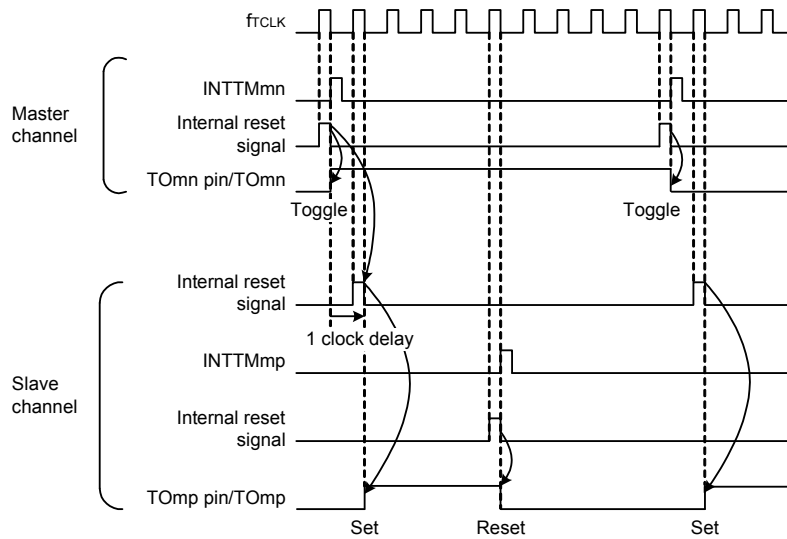 fTCLK
Master
channel
INTTMmn
Internal reset
signal
TOmn pin/TOmn
Toggle
Toggle
Slave
channel
Internal reset
signal
1 clock delay
INTTMmp
Internal reset
signal
TOmp pin/TOmp
Set
Reset
Set